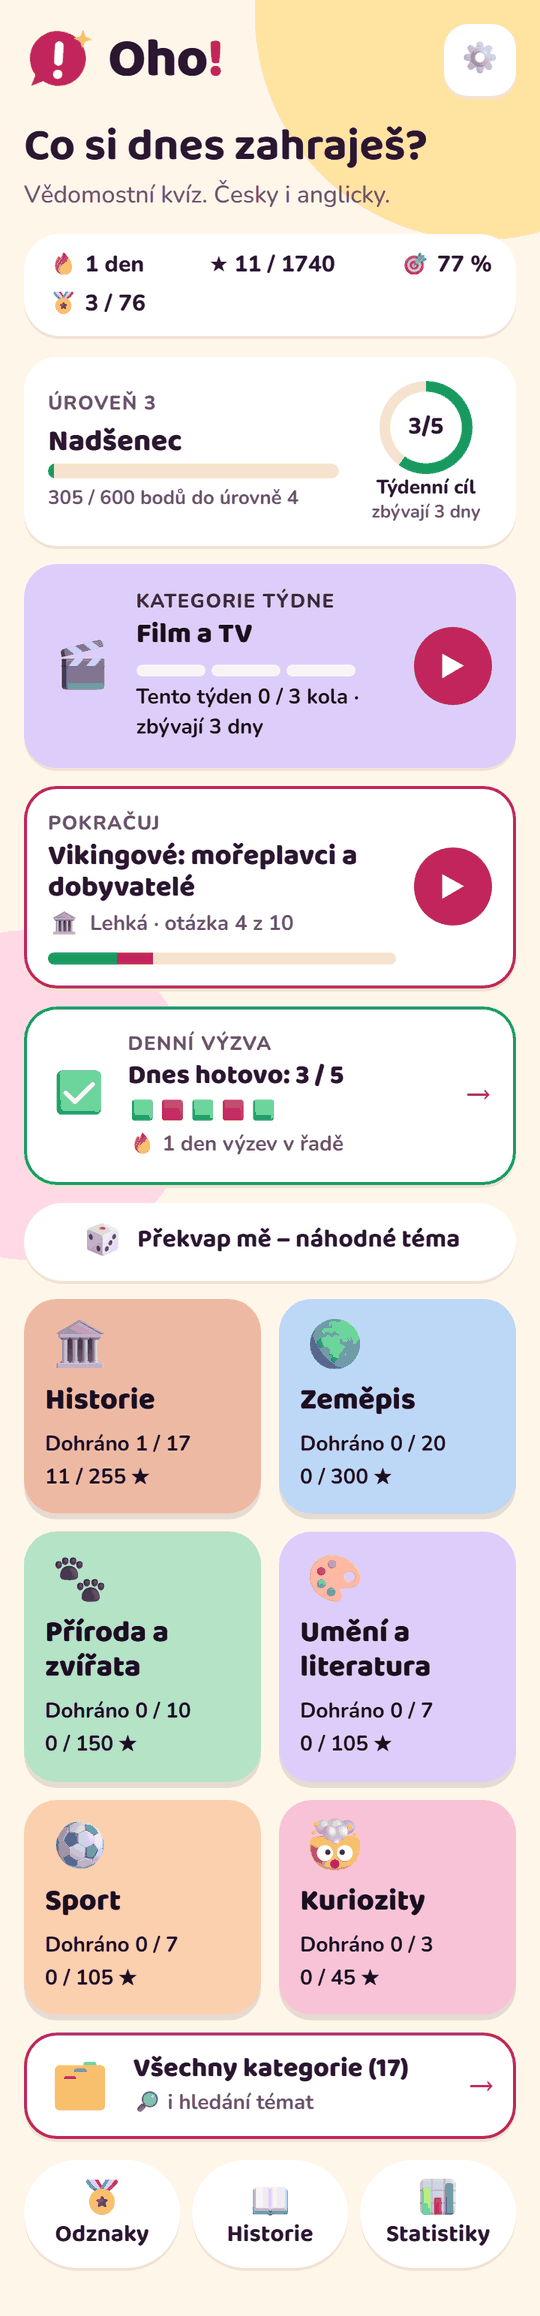 Oho!
Co si dnes zahraješ?
Vědomostní kvíz. Česky i anglicky.
1 den ★ 11 / 1740 77 %
3 / 76
ÚROVEŇ 3
Nadšenec
305 / 600 bodů do úrovně 4
3/5
Týdenní cíl
zbývají 3 dny
KATEGORIE TÝDNE
Film a TV
Tento týden 0 / 3 kola ·
zbývají 3 dny
POKRAČUJ
Vikingové: mořeplavci a
dobyvatelé
Lehká · otázka 4 z 10
DENNÍ VÝZVA
Dnes hotovo: 3 / 5
1 den výzev v řadě
→
Překvap mě – náhodné téma
Historie
Dohráno 1 / 17
11 / 255 ★
Zeměpis
Dohráno 0 / 20
0 / 300 ★
Příroda a
zvířata
Dohráno 0 / 10
0 / 150 ★
Umění a
literatura
Dohráno 0 / 7
0 / 105 ★
Sport
Dohráno 0 / 7
0 / 105 ★
Kuriozity
Dohráno 0 / 3
0 / 45 ★
Všechny kategorie (17)
i hledání témat
→
Odznaky
Historie
Statistiky